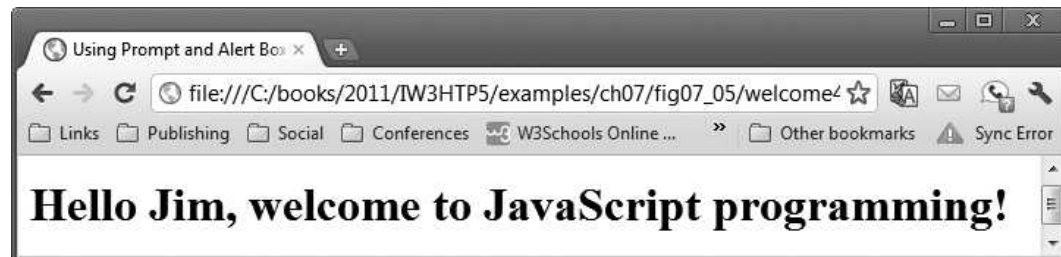 Using Prompt and Alert Box
file:///C:/books/2011/IW3HTP5/examples/ch07/fig07_05/welcome4
Links Publishing Social Conferences W3Schools Online ... » Other bookmarks Sync Error
Hello Jim, welcome to JavaScript programming!